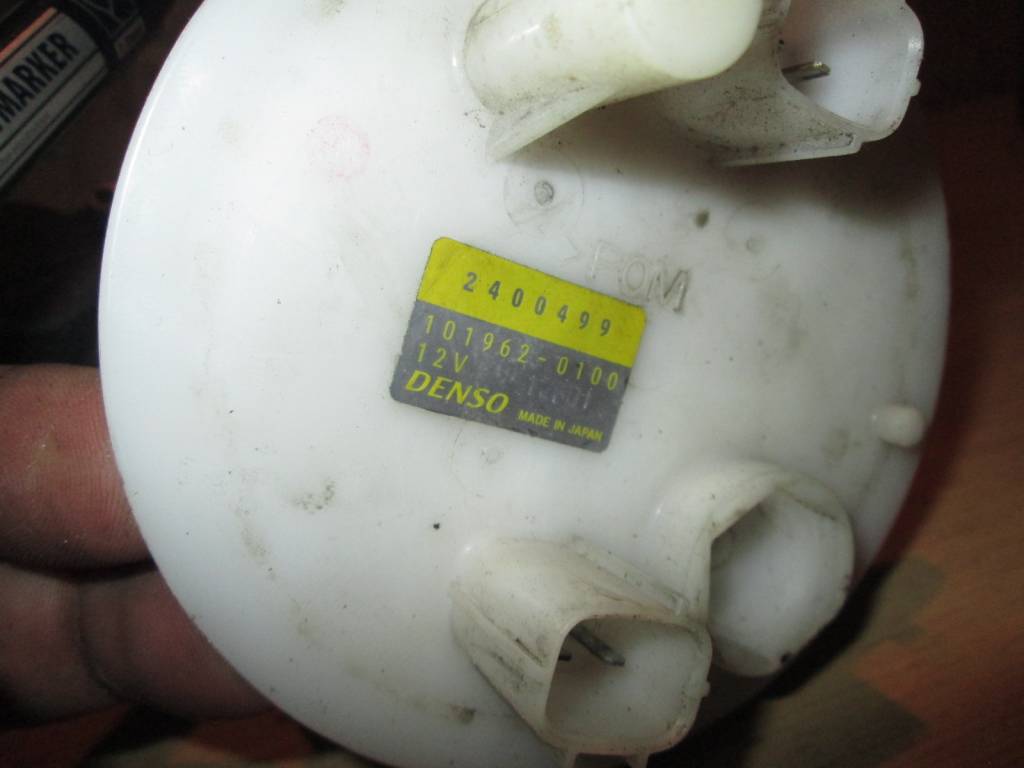 MARKER
>POM
2400499
101962-0100
12V
DENSO MADE IN JAPAN